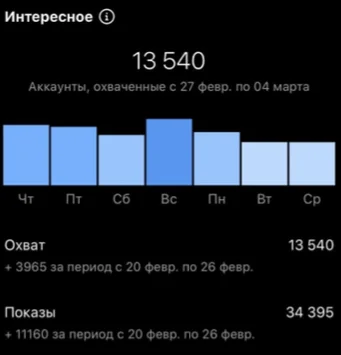 Интересное ⓘ
13 540
Аккаунты, охваченные с 27 февр. по 04 марта
Чт Пт Сб Вс Пн Вт Ср
Охват 13 540
+ 3965 за период с 20 февр. по 26 февр.
Показы 34 395
+ 11160 за период с 20 февр. по 26 февр.